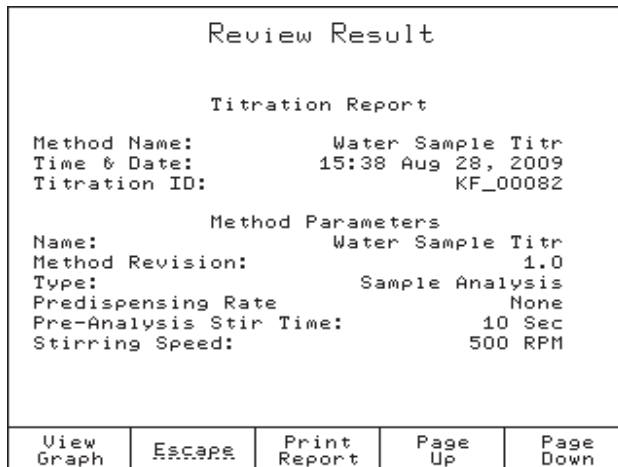 Review Result
Titration Report
Method Name: Water Sample Titr
Time & Date: 15:38 Aug 28, 2009
Titration ID: KF_00082
Method Parameters
Name: Water Sample Titr
Method Revision: 1.0
Type: Sample Analysis
Predispensing Rate None
Pre-Analysis Stir Time: 10 Sec
Stirring Speed: 500 RPM
View Graph
Escape
Print Report
Page Up
Page Down